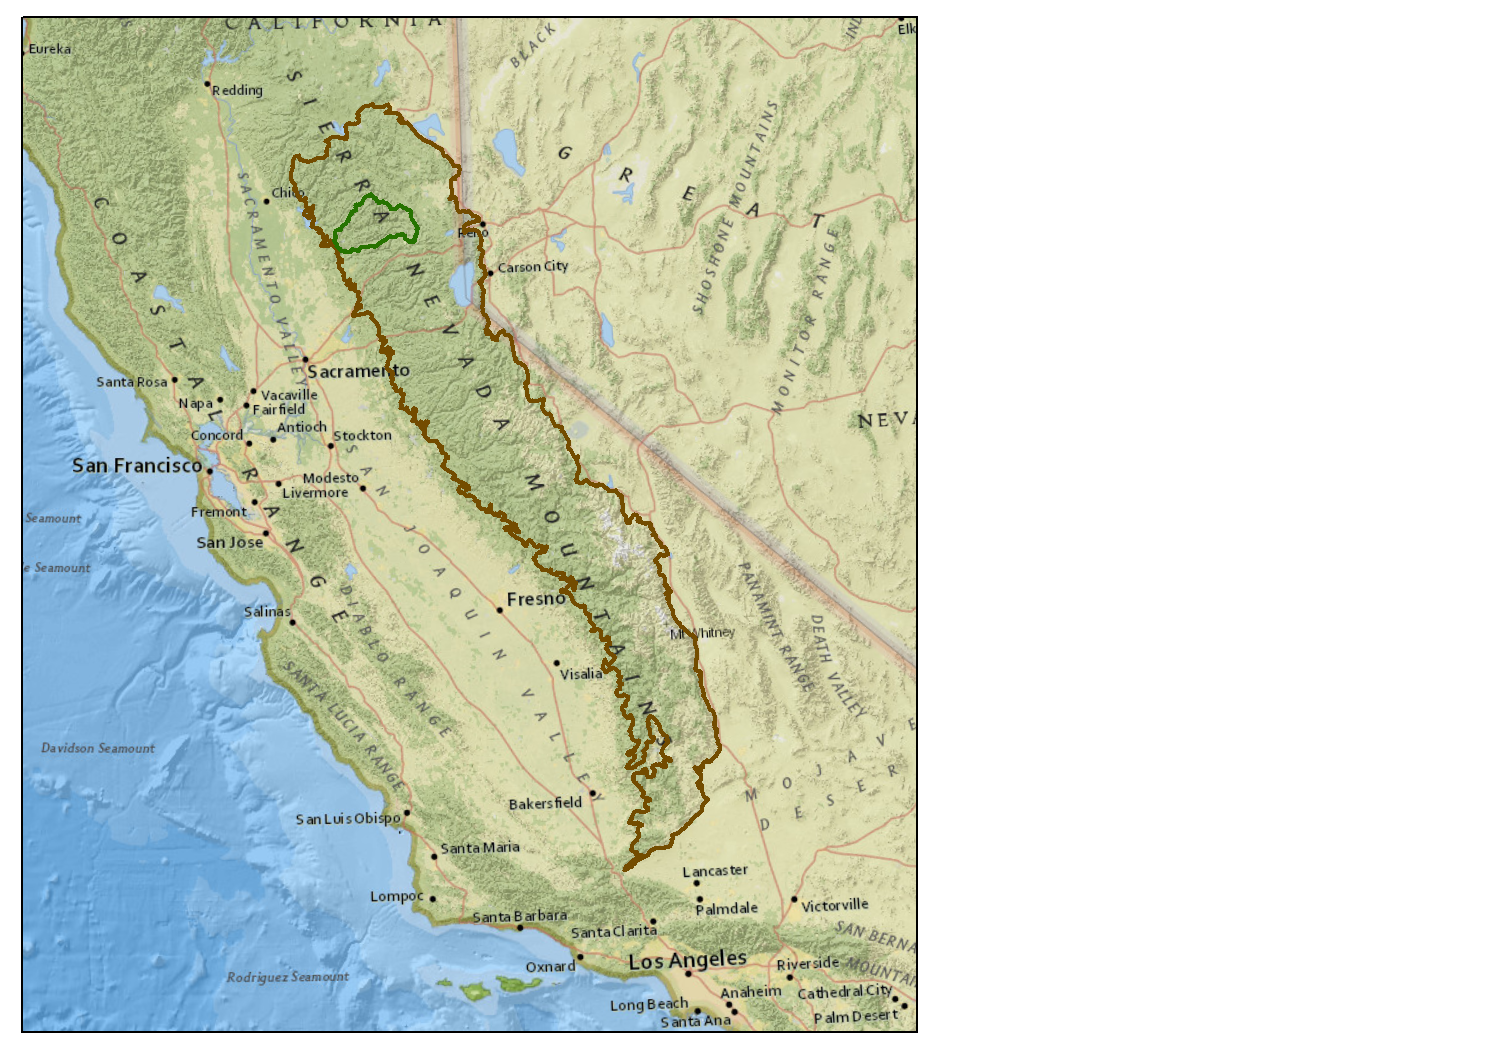 CALIFORNIA
Eureka
Elk
IND
BLACK
Redding
SIERRA NEVADA MOUNTAINS
GREAT
SHOSHONE MOUNTAINS
Chico
SACRAMENTO VALLEY
COASTAL RANGE
Reno
Carson City
MONITOR RANGE
Sacramento
Santa Rosa
Vacaville
Napa
Fairfield
NEVA
Antioch
Concord
Stockton
San Francisco
SAN JOAQUIN VALLEY
Modesto
Livermore
Fremont
Seamount
San Jose
e Seamount
PANAMINT RANGE
DEATH VALLEY
Fresno
Salinas
DIABLO RANGE
Mt Whitney
SANTA LUCIA RANGE
Visalia
Davidson Seamount
MOJAVE
DESER
Bakersfield
San Luis Obispo
Santa Maria
Lancaster
Lompoc
Palmdale
Victorville
Santa Barbara
Santa Clarita
SAN BERNA
MOUNTAI
Oxnard
Los Angeles
Riverside
Rodriguez Seamount
Anaheim
Cathedral City
Long Beach
Santa Ana
Palm Desert